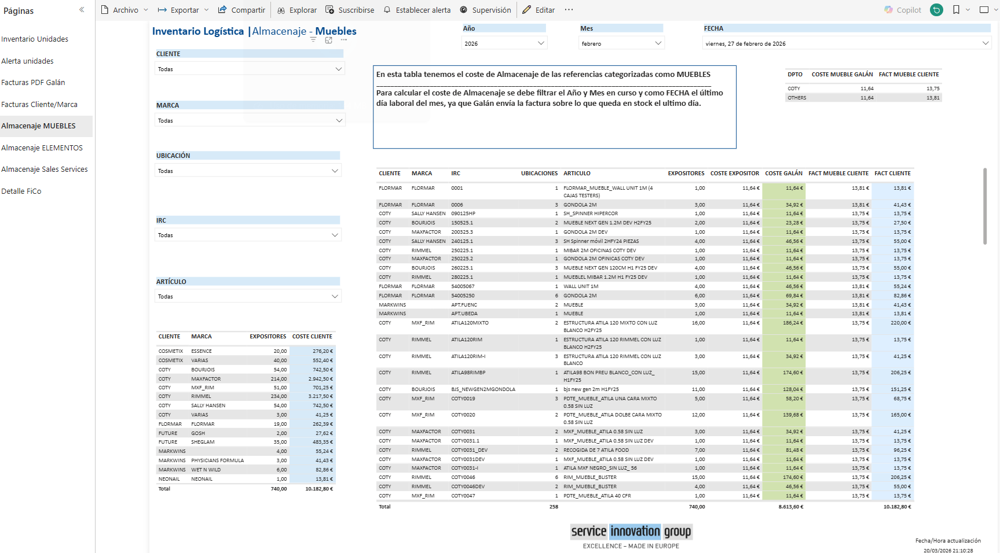 Páginas
Inventario Unidades
Alerta unidades
Facturas PDF Galán
Facturas Cliente/Marca
Almacenaje MUEBLES
Almacenaje ELEMENTOS
Almacenaje Sales Services
Detalle FiCo
Archivo Exportar Compartir Explorar Suscribirse Establecer alerta Supervisión Editar Copilot
Inventario Logística |Almacenaje - Muebles
Año
2026
Mes
febrero
FECHA
viernes, 27 de febrero de 2026
CLIENTE
Todas
MARCA
Todas
UBICACIÓN
Todas
IRC
Todas
ARTÍCULO
Todas
En esta tabla tenemos el coste de Almacenaje de las referencias categorizadas como MUEBLES
Para calcular el coste de Almacenaje se debe filtrar el Año y Mes en curso y como FECHA el último
día laboral del mes, ya que Galán envía la factura sobre lo que queda en stock el ultimo día.
DPTO COSTE MUEBLE GALÁN FACT MUEBLE CLIENTE
COTY 11,64 13,75
OTHERS 11,64 13,81
CLIENTE MARCA EXPOSITORES COSTE CLIENTE
COSMETIX ESSENCE 20,00 276,20 €
COSMETIX VARIAS 40,00 552,40 €
COTY BOURJOIS 54,00 742,50 €
COTY MAXFACTOR 214,00 2.942,50 €
COTY MXF_RIM 51,00 701,25 €
COTY RIMMEL 234,00 3.217,50 €
COTY SALLY HANSEN 54,00 742,50 €
COTY VARIAS 3,00 41,25 €
FLORMAR FLORMAR 19,00 262,39 €
FUTURE GOSH 2,00 27,62 €
FUTURE SHEGLAM 35,00 483,35 €
MARKWINS 4,00 55,24 €
MARKWINS PHYSICIANS FORMULA 3,00 41,43 €
MARKWINS WET N WILD 6,00 82,86 €
NEONAIL NEONAIL 1,00 13,81 €
Total 740,00 10.182,80 €
CLIENTE MARCA IRC UBICACIONES ARTICULO EXPOSITORES COSTE EXPOSITOR COSTE GALÁN FACT MUEBLE CLIENTE FACT CLIENTE
FLORMAR FLORMAR 0001 1 FLORMAR_MUEBLE_WALL UNIT 1M (4 1,00 11,64 € 11,64 € 13,81 € 13,81 €
CAJAS TESTERS)
FLORMAR FLORMAR 0006 3 GONDOLA 2M 3,00 11,64 € 34,92 € 13,81 € 41,43 €
COTY SALLY HANSEN 090125HP 1 SH_SPINNER HIPERCOR 1,00 11,64 € 11,64 € 13,75 € 13,75 €
COTY BOURJOIS 150525.1 2 MUEBLE NEXT GEN 1.2M DEV H2FY25 2,00 11,64 € 23,28 € 13,75 € 27,50 €
COTY MAXFACTOR 200325.3 1 GONDOLA 2M DEV 1,00 11,64 € 11,64 € 13,75 € 13,75 €
COTY SALLY HANSEN 240125.1 3 SH Spinner móvil 2HFY24 PIEZAS 4,00 11,64 € 46,56 € 13,75 € 55,00 €
COTY RIMMEL 250225.1 1 MIBAR 2M OFICINAS COTY DEV 1,00 11,64 € 11,64 € 13,75 € 13,75 €
COTY MAXFACTOR 250225.2 1 GONDOLA 2M OFINICAS COTY DEV 1,00 11,64 € 11,64 € 13,75 € 13,75 €
COTY BOURJOIS 260225.1 3 MUEBLE NEXT GEN 120CM H1 FY25 DEV 4,00 11,64 € 46,56 € 13,75 € 55,00 €
COTY RIMMEL 280225.1 1 MUEBLEL MIBAR 1.2M H1 FY25 DEV 1,00 11,64 € 11,64 € 13,75 € 13,75 €
FLORMAR FLORMAR 54005067 1 WALL UNIT 1M 4,00 11,64 € 46,56 € 13,81 € 55,24 €
FLORMAR FLORMAR 54005250 6 GONDOLA 2M 6,00 11,64 € 69,84 € 13,81 € 82,86 €
MARKWINS APT.FUENC 2 MUEBLE 3,00 11,64 € 34,92 € 13,81 € 41,43 €
MARKWINS APT.UBEDA 1 MUEBLE 1,00 11,64 € 11,64 € 13,81 € 13,81 €
COTY MXF_RIM ATILA120MIXTO 2 ESTRUCTURA ATILA 120 MIXTO CON LUZ 16,00 11,64 € 186,24 € 13,75 € 220,00 €
BLANCO H2FY25
COTY RIMMEL ATILA120RIM 1 ESTRUCTURA ATILA 120 RIMMEL CON LUZ 1,00 11,64 € 11,64 € 13,75 € 13,75 €
BLANCO H2FY25
COTY RIMMEL ATILA120RIM-I 3 ESTRUCTURA ATILA 120 RIMMEL CON LUZ 3,00 11,64 € 34,92 € 13,75 € 41,25 €
BLANCO
COTY RIMMEL ATILA98RIMBP 1 ATILA98 BON PREU BLANCO_CON LUZ_ 15,00 11,64 € 174,60 € 13,75 € 206,25 €
H1FY25
COTY BOURJOIS BJS_NEWGEN2MGONDOLA 1 bjs new gen 2m H1FY25 11,00 11,64 € 128,04 € 13,75 € 151,25 €
COTY MXF_RIM COTY0019 3 PDTE_MUEBLE_ATILA UNA CARA MIXTO 5,00 11,64 € 58,20 € 13,75 € 68,75 €
0.58 SIN LUZ
COTY MXF_RIM COTY0020 2 PDTE_MUEBLE_ATILA DOLBE CARA MIXTO 12,00 11,64 € 139,68 € 13,75 € 165,00 €
0.58 SIN LUZ
COTY MAXFACTOR COTY0031 2 MXF_MUEBLE_ATILA 0.58 SIN LUZ 3,00 11,64 € 34,92 € 13,75 € 41,25 €
COTY MAXFACTOR COTY0031.1 1 MXF_MUEBLE_ATILA 0.58 SIN LUZ DEV 1,00 11,64 € 11,64 € 13,75 € 13,75 €
COTY RIMMEL COTY0031_DEV 2 RECOGIDA DE 7 ATILA FOOD 7,00 11,64 € 81,48 € 13,75 € 96,25 €
COTY MAXFACTOR COTY0031DEV 1 MXF_MUEBLE_ATILA 0.58 SIN LUZ DEV 1,00 11,64 € 11,64 € 13,75 € 13,75 €
COTY MAXFACTOR COTY0031-I 1 ATILA MXF NEGRO_SIN LUZ_ 56 1,00 11,64 € 11,64 € 13,75 € 13,75 €
COTY RIMMEL COTY0046 6 RIM_MUEBLE_BLISTER 15,00 11,64 € 174,60 € 13,75 € 206,25 €
COTY RIMMEL COTY0046DEV 2 RIM_MUEBLE_BLISTER 4,00 11,64 € 46,56 € 13,75 € 55,00 €
COTY MXF_RIM COTY0047 1 PDTE_MUEBLE_ATILA 40 CFR 1,00 11,64 € 11,64 € 13,75 € 13,75 €
Total 258 740,00 8.613,60 € 10.182,80 €
service innovation group
EXCELLENCE – MADE IN EUROPE
Fecha/Hora actualización
20/03/2026 21:10:28